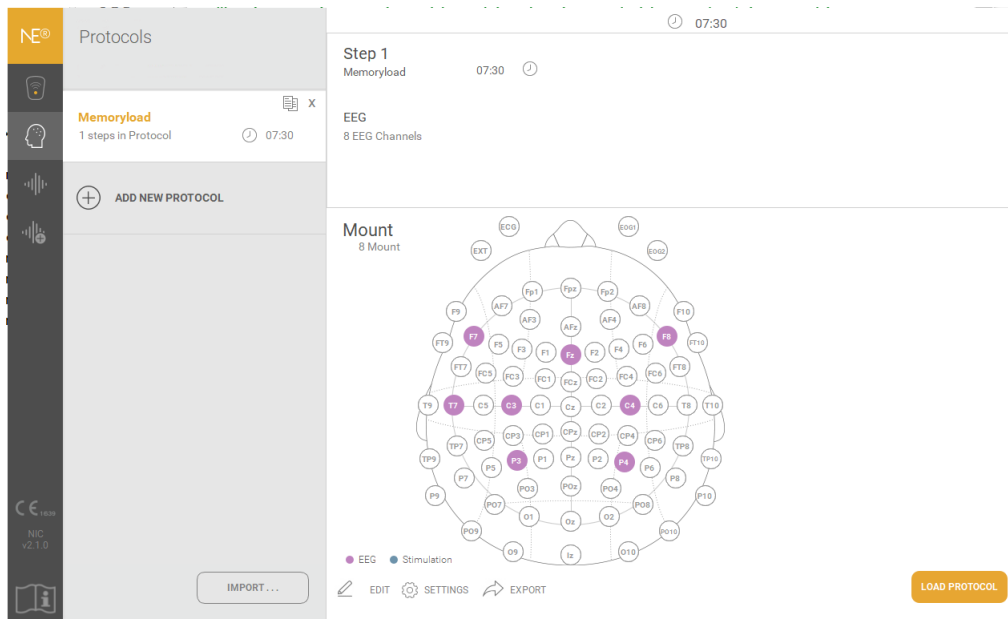 07:30
NE®
Protocols
Step 1
Memoryload 07:30
Memoryload X
1 steps in Protocol 07:30
EEG
8 EEG Channels
ADD NEW PROTOCOL
Mount
8 Mount
ECG EOG1
EXT EOG2
Fp1 Fpz Fp2
AF7 AF8
F9 F10
AF3 AFz AF4
F7 F8
FT9 F5 F3 F1 Fz F2 F4 F6 FT10
FT7 FC5 FC3 FC1 FCz FC2 FC4 FC6 FT8
T9 T7 C5 C3 C1 Cz C2 C4 C6 T8 T10
TP7 CP5 CP3 CP1 CPz CP2 CP4 CP6 TP8
TP9 P5 P3 P1 Pz P2 P4 P6 TP10
P7 P8
P9 PO3 POz PO4 P10
PO7 PO8
O1 Oz O2
PO9 PO10
O9 Iz O10
CE 1639
NIC
v2.1.0
EEG Stimulation
IMPORT . . .
EDIT SETTINGS EXPORT
LOAD PROTOCOL
i